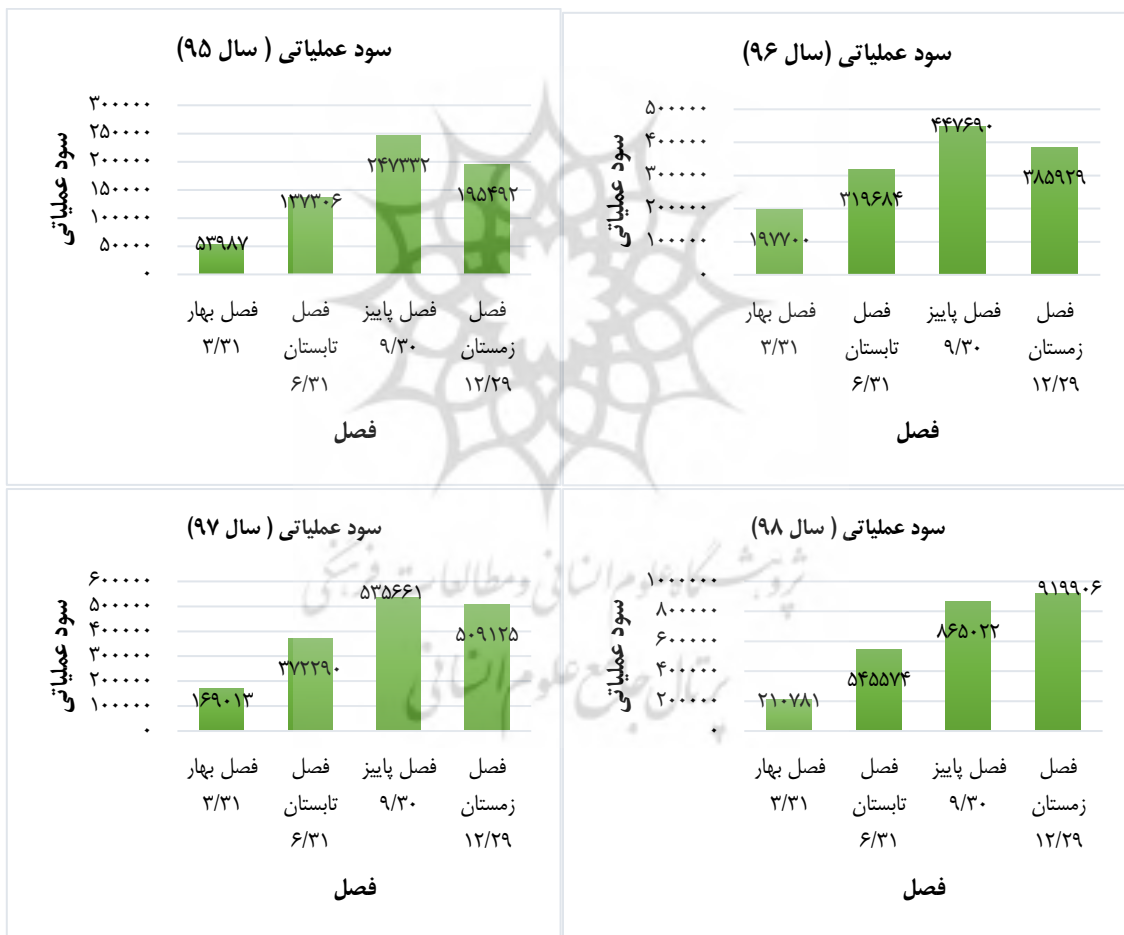 سود عملیاتی ( سال ۹۵)
سود عملیاتی
۳۰۰۰۰۰
۲۵۰۰۰۰
۲۰۰۰۰۰
۱۵۰۰۰۰
۱۰۰۰۰۰
۵۰۰۰۰
۰
۵۳۹۸۷
۱۳۷۳۰۶
۲۴۷۳۳۲
۱۹۵۴۹۲
فصل بهار
۳/۳۱
فصل
تابستان
۶/۳۱
فصل پاییز
۹/۳۰
فصل
زمستان
۱۲/۲۹
فصل
سود عملیاتی (سال ۹۶)
سود عملیاتی
۵۰۰۰۰۰
۴۰۰۰۰۰
۳۰۰۰۰۰
۲۰۰۰۰۰
۱۰۰۰۰۰
۰
۱۹۷۷۰۰
۳۱۹۶۸۴
۴۴۷۶۹۰
۳۸۵۹۲۹
فصل بهار
۳/۳۱
فصل
تابستان
۶/۳۱
فصل پاییز
۹/۳۰
فصل
زمستان
۱۲/۲۹
فصل
سود عملیاتی ( سال ۹۷)
سود عملیاتی
۶۰۰۰۰۰
۵۰۰۰۰۰
۴۰۰۰۰۰
۳۰۰۰۰۰
۲۰۰۰۰۰
۱۰۰۰۰۰
۰
۱۶۹۰۱۳
۳۷۲۲۹۰
۵۳۵۶۶۱
۵۰۹۱۲۵
فصل بهار
۳/۳۱
فصل
تابستان
۶/۳۱
فصل پاییز
۹/۳۰
فصل
زمستان
۱۲/۲۹
فصل
سود عملیاتی ( سال ۹۸)
سود عملیاتی
۱۰۰۰۰۰۰
۸۰۰۰۰۰
۶۰۰۰۰۰
۴۰۰۰۰۰
۲۰۰۰۰۰
۰
۲۱۰۷۸۱
۵۴۵۵۷۴
۸۶۵۰۲۲
۹۱۹۹۰۶
فصل بهار
۳/۳۱
فصل
تابستان
۶/۳۱
فصل پاییز
۹/۳۰
فصل
زمستان
۱۲/۲۹
فصل
پژوهشگاه علوم انسانی و مطالعات فرهنگی
پرتال جامع علوم انسانی